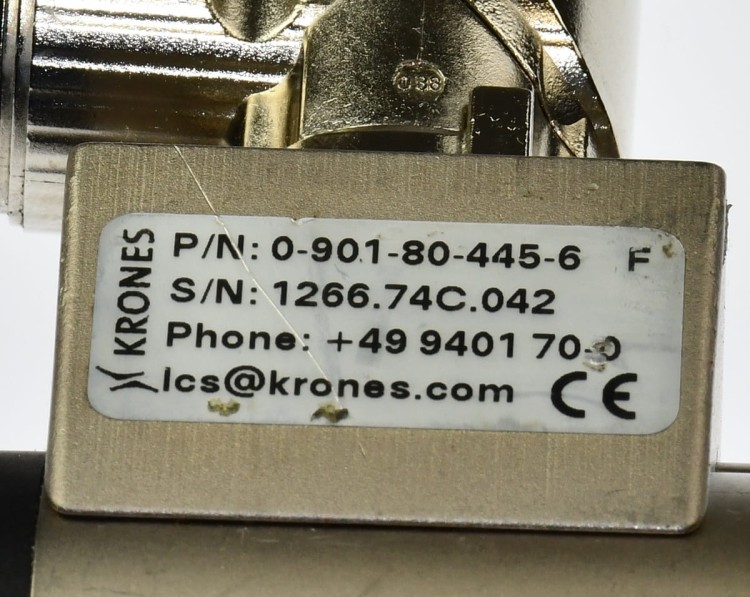 KRONES
P/N: 0-901-80-445-6 F
S/N: 1266.74C.042
Phone: +49 9401 70-0
lcs@krones.com CE